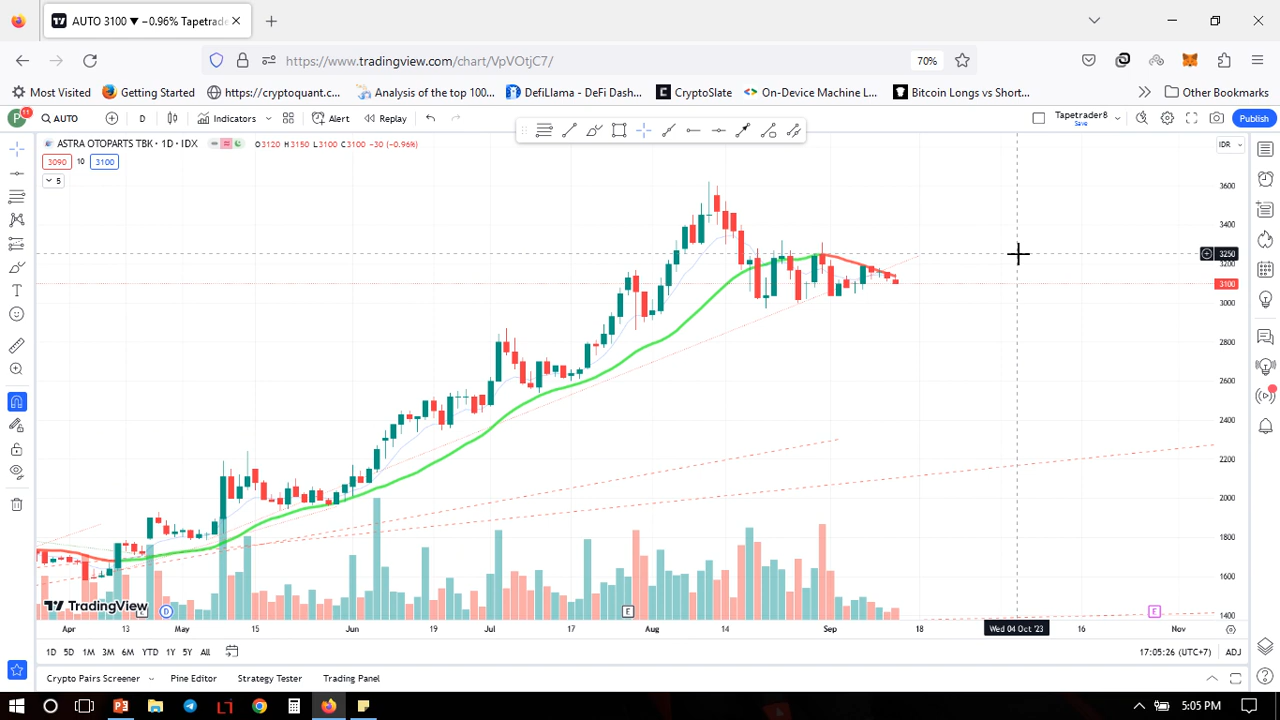 AUTO 3100 ▼ −0.96% Tapetrade
https://www.tradingview.com/chart/VpVOtjC7/
70%
Most Visited
Getting Started
https://cryptoquant.c...
Analysis of the top 100...
DefiLlama - DeFi Dash...
CryptoSlate
On-Device Machine L...
Bitcoin Longs vs Short...
Other Bookmarks
P 11 AUTO D Indicators Alert Replay
Tapetrader8
Save
Publish
ASTRA OTOPARTS TBK · 1D · IDX O3120 H3150 L3100 C3100 −30 (−0.96%)
IDR
3090 10 3100
5
3600
3400
3250
3200
3100
3000
2800
2600
2400
2200
2000
1800
1600
1400
TradingView
D
E
E
Apr 13 May 15 Jun 19 Jul 17 Aug 14 Sep 18 Wed 04 Oct '23 16 Nov
1D 5D 1M 3M 6M YTD 1Y 5Y All
17:05:26 (UTC+7) ADJ
Crypto Pairs Screener Pine Editor Strategy Tester Trading Panel
5:05 PM